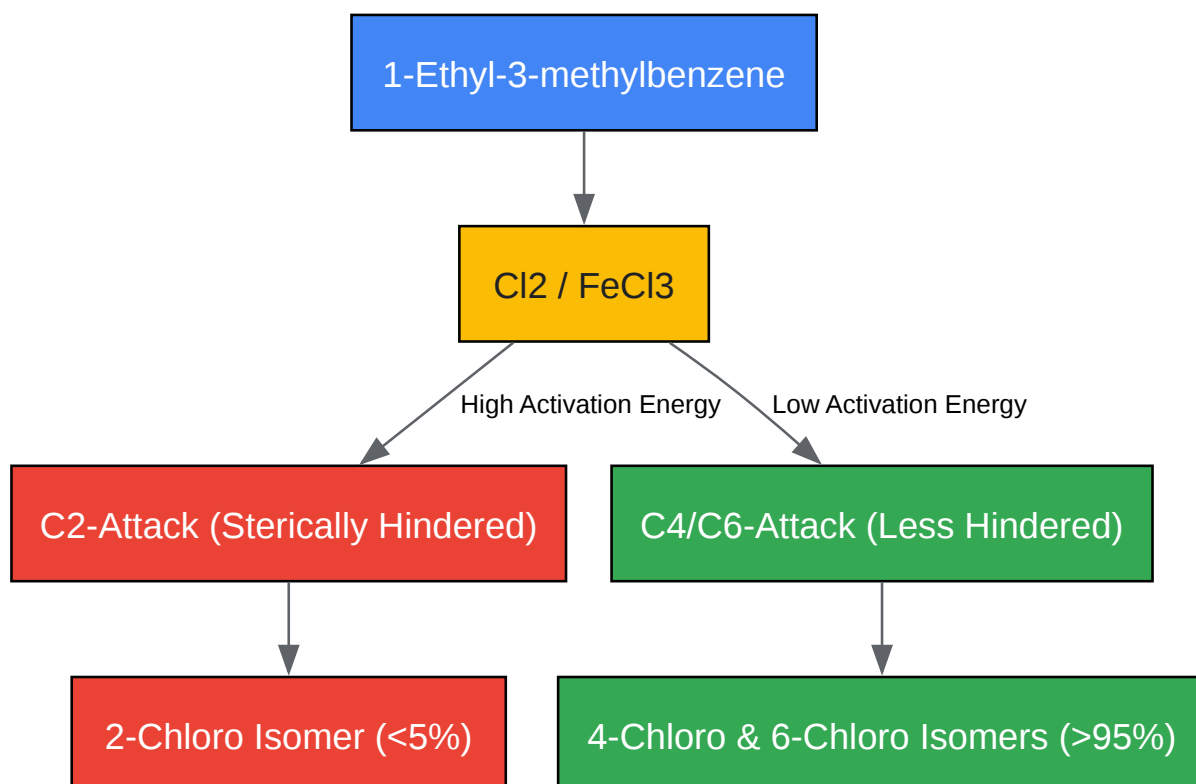 1-Ethyl-3-methylbenzene
Cl2 / FeCl3
High Activation Energy
Low Activation Energy
C2-Attack (Sterically Hindered)
C4/C6-Attack (Less Hindered)
2-Chloro Isomer (<5%)
4-Chloro & 6-Chloro Isomers (>95%)